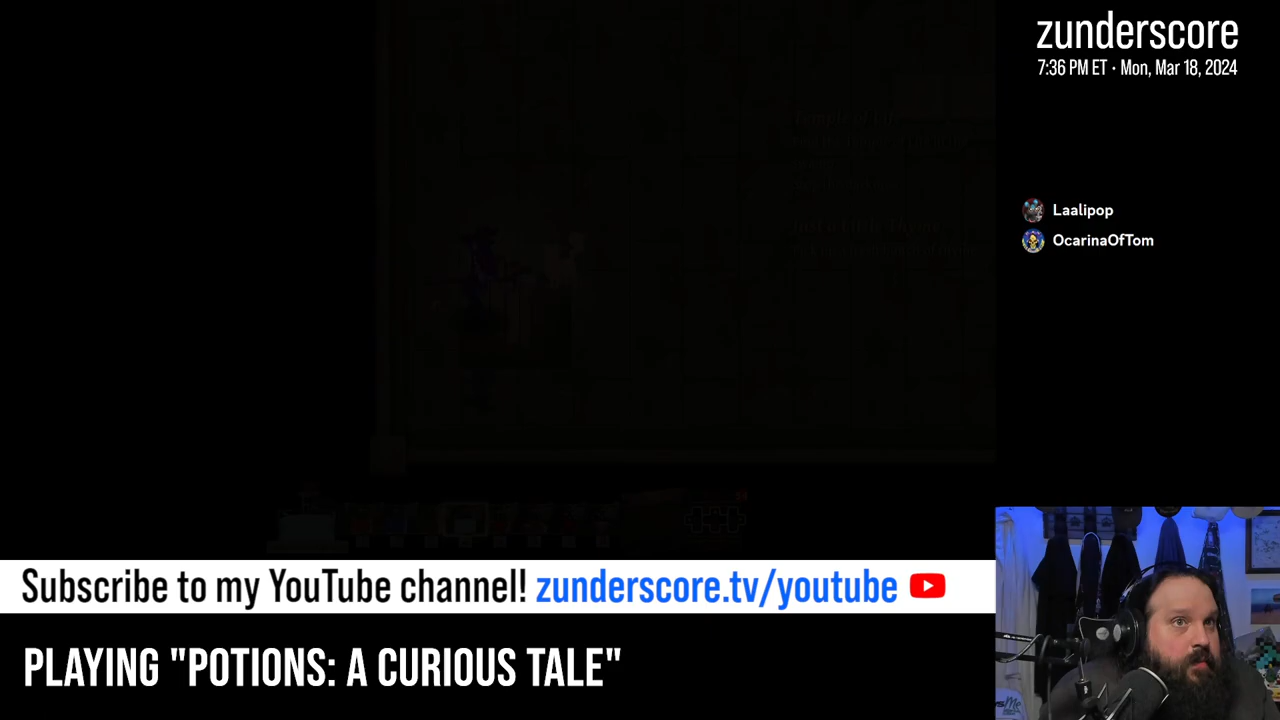 zunderscore
7:36 PM ET · Mon, Mar 18, 2024
Laalipop
OcarinaOfTom
Subscribe to my YouTube channel! zunderscore.tv/youtube
PLAYING "POTIONS: A CURIOUS TALE"